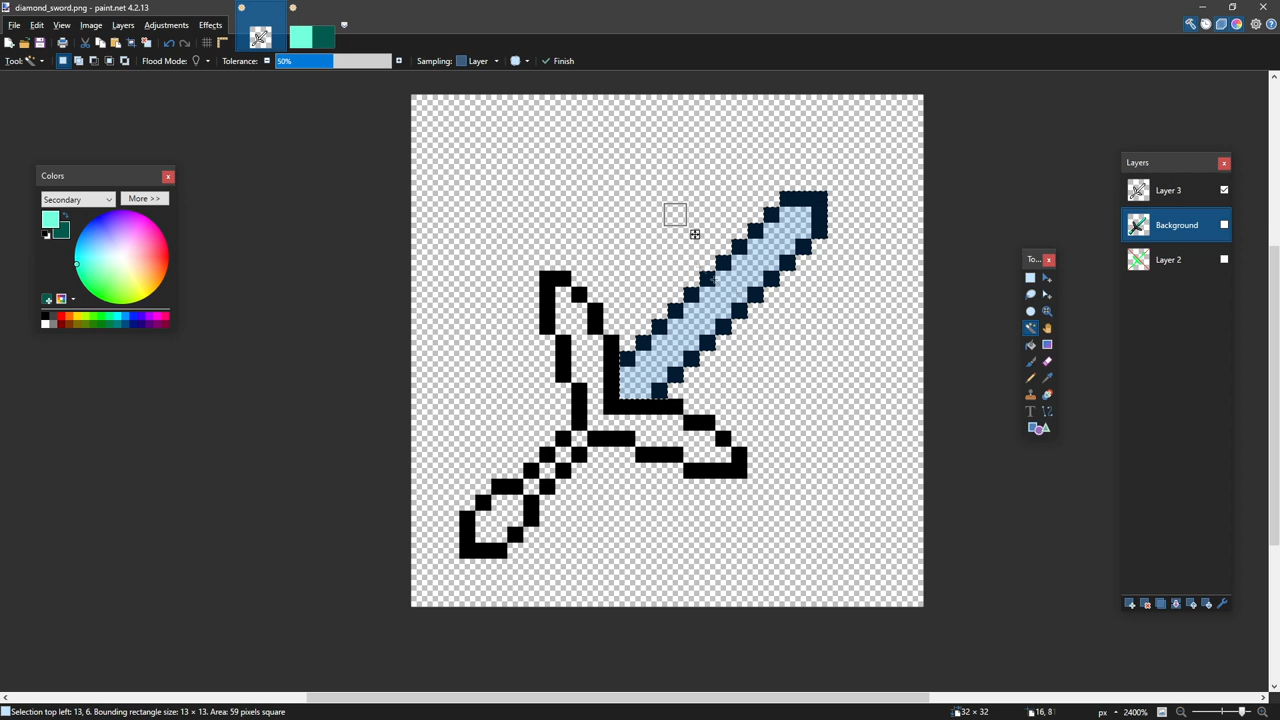 diamond_sword.png - paint.net 4.2.13
File Edit View Image Layers Adjustments Effects
Tool: Flood Mode: Tolerance: 50% Sampling: Layer Finish
Colors
Secondary More >>
Layers
Layer 3
Background
Layer 2
To...
T
Selection top left: 13, 6. Bounding rectangle size: 13 × 13. Area: 59 pixels square
32 × 32
16, 8
px
2400%